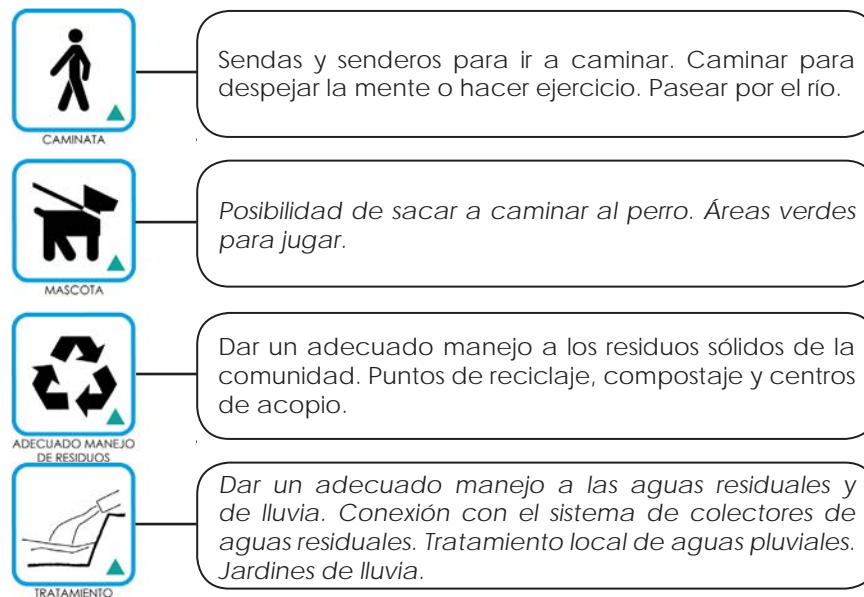 Sendas y senderos para ir a caminar. Caminar para
despejar la mente o hacer ejercicio. Pasear por el río.
CAMINATA
Posibilidad de sacar a caminar al perro. Áreas verdes
para jugar.
MASCOTA
Dar un adecuado manejo a los residuos sólidos de la
comunidad. Puntos de reciclaje, compostaje y centros
de acopio.
ADECUADO MANEJO
DE RESIDUOS
Dar un adecuado manejo a las aguas residuales y
de lluvia. Conexión con el sistema de colectores de
aguas residuales. Tratamiento local de aguas pluviales.
Jardines de lluvia.
TRATAMIENTO